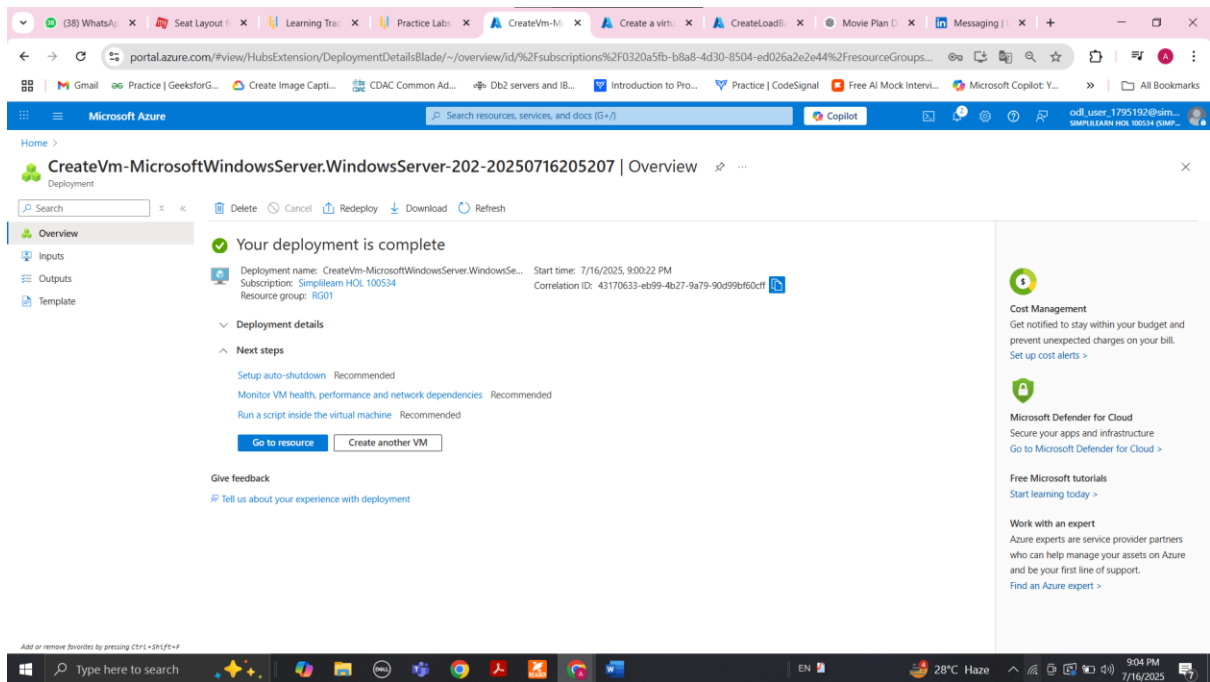 (38) WhatsAp
Seat Layout f
Learning Trac
Practice Labs
CreateVm-Mi
Create a virtu
CreateLoadB
Movie Plan D
Messaging |
portal.azure.com/#view/HubsExtension/DeploymentDetailsBlade/~/overview/id/%2Fsubscriptions%2F0320a5fb-b8a8-4d30-8504-ed026a2e2e44%2FresourceGroups...
Gmail
Practice | GeeksforG...
Create Image Capti...
CDAC Common Ad...
Db2 servers and IB...
Introduction to Pro...
Practice | CodeSignal
Free AI Mock Intervi...
Microsoft Copilot: Y...
All Bookmarks
Microsoft Azure
Search resources, services, and docs (G+/)
Copilot
2
odl_user_1795192@sim...
SIMPLILEARN HOL 100534 (SIMP...
Home >
CreateVm-MicrosoftWindowsServer.WindowsServer-202-20250716205207 | Overview
Deployment
Search
Delete
Cancel
Redeploy
Download
Refresh
Overview
Inputs
Outputs
Template
Your deployment is complete
Deployment name: CreateVm-MicrosoftWindowsServer.WindowsSe...
Subscription: Simplilearn HOL 100534
Resource group: RG01
Start time: 7/16/2025, 9:00:22 PM
Correlation ID: 43170633-eb99-4b27-9a79-90d99bf60cff
Deployment details
Next steps
Setup auto-shutdown Recommended
Monitor VM health, performance and network dependencies Recommended
Run a script inside the virtual machine Recommended
Go to resource
Create another VM
Give feedback
Tell us about your experience with deployment
Cost Management
Get notified to stay within your budget and
prevent unexpected charges on your bill.
Set up cost alerts >
Microsoft Defender for Cloud
Secure your apps and infrastructure
Go to Microsoft Defender for Cloud >
Free Microsoft tutorials
Start learning today >
Work with an expert
Azure experts are service provider partners
who can help manage your assets on Azure
and be your first line of support.
Find an Azure expert >
Add or remove favorites by pressing Ctrl+Shift+F
Type here to search
EN
28°C Haze
9:04 PM
7/16/2025